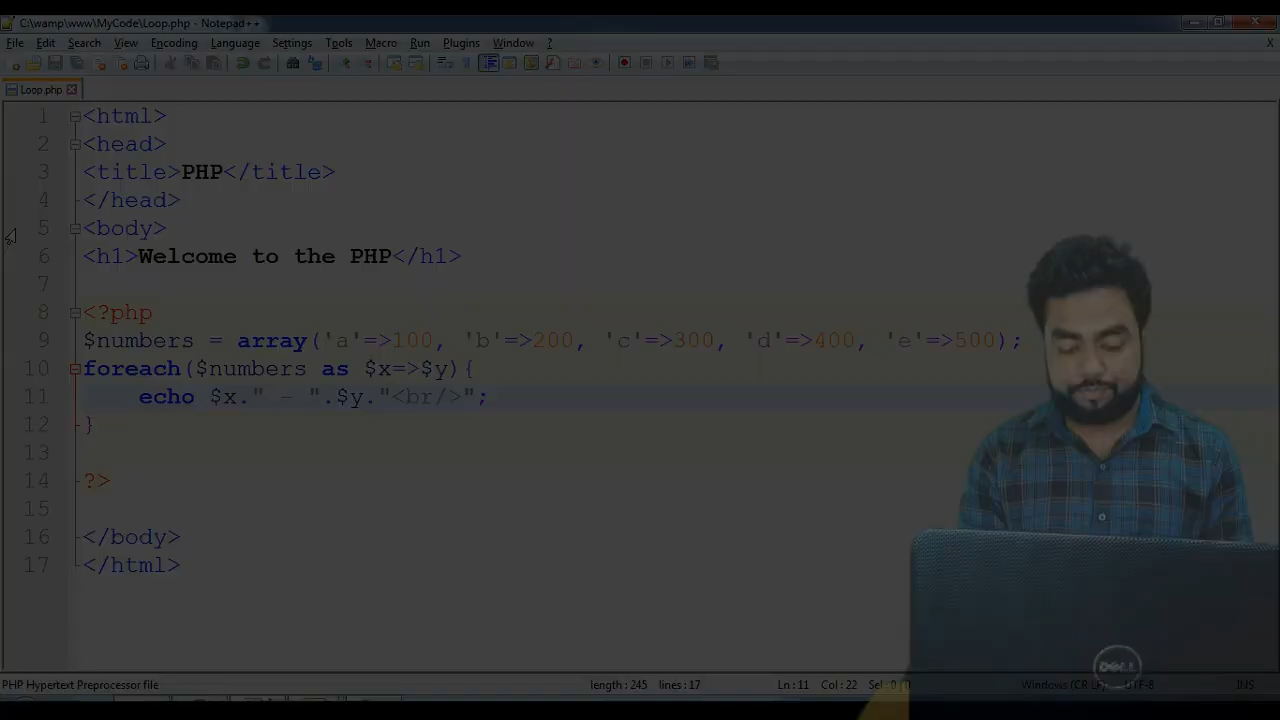 C:\wamp\www\MyCode\Loop.php - Notepad++
File Edit Search View Encoding Language Settings Tools Macro Run Plugins Window ? X
Loop.php
1 <html>
2 <head>
3 <title>PHP</title>
4 </head>
5 <body>
6 <h1>Welcome to the PHP</h1>
7
8 <?php
9 $numbers = array('a'=>100, 'b'=>200, 'c'=>300, 'd'=>400, 'e'=>500);
10 foreach($numbers as $x=>$y){
11 echo $x." - ".$y."<br/>";
12 }
13
14 ?>
15
16 </body>
17 </html>
DELL
PHP Hypertext Preprocessor file length : 245 lines : 17 Ln : 11 Col : 22 Sel : 0 | 0 Windows (CR LF) UTF-8 INS